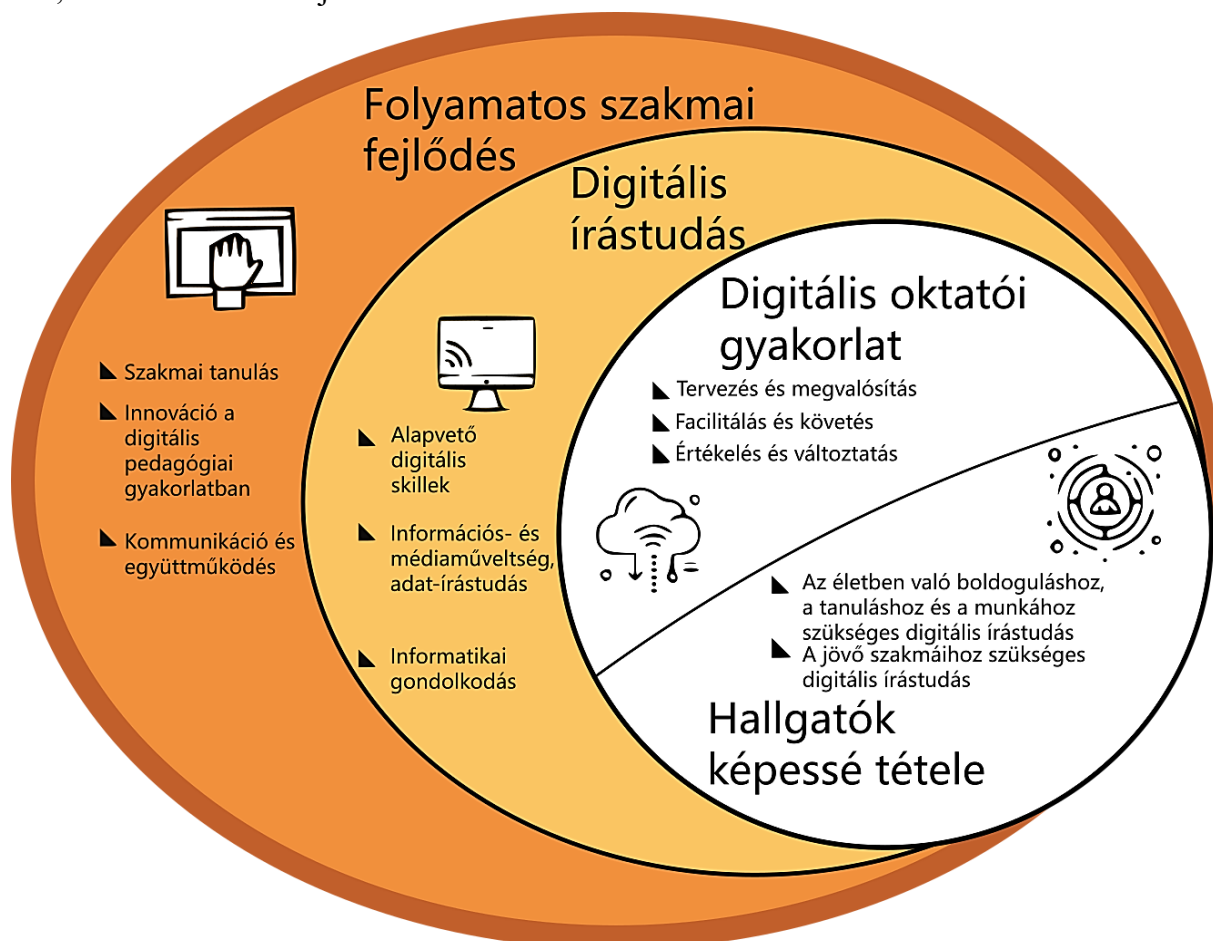 Folyamatos szakmai
fejlődés
Szakmai tanulás
Innováció a
digitális
pedagógiai
gyakorlatban
Kommunikáció és
együttműködés
Digitális
írástudás
Alapvető
digitális
skillek
Információs- és
médiaműveltség,
adat-írástudás
Informatikai
gondolkodás
Digitális oktatói
gyakorlat
Tervezés és megvalósítás
Facilitálás és követés
Értékelés és változtatás
Az életben való boldoguláshoz,
a tanuláshoz és a munkához
szükséges digitális írástudás
A jövő szakmáihoz szükséges
digitális írástudás
Hallgatók
képessé tétele